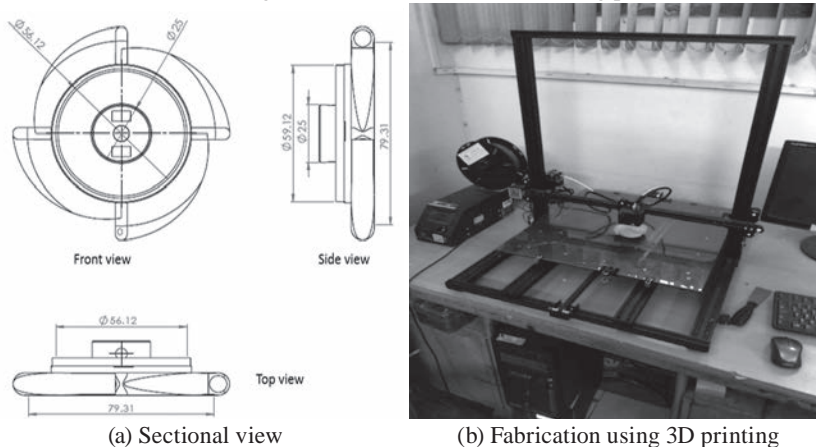 Ø56.12
Ø25
Ø59.12
Ø25
79.31
Front view
Side view
Ø56.12
Top view
79.31
(a) Sectional view
(b) Fabrication using 3D printing